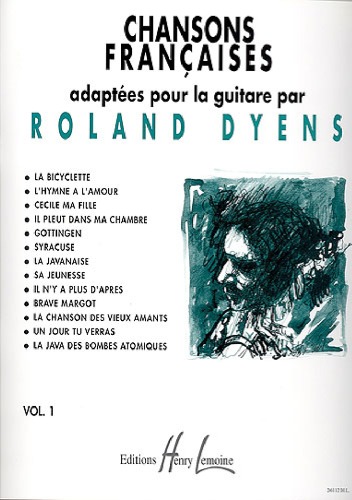 CHANSONS
FRANÇAISES
adaptées pour la guitare par
ROLAND DYENS
• LA BICYCLETTE
• L'HYMNE A L'AMOUR
• CECILE MA FILLE
• IL PLEUT DANS MA CHAMBRE
• GOTTINGEN
• SYRACUSE
• LA JAVANAISE
• SA JEUNESSE
• IL N'Y A PLUS D'APRES
• BRAVE MARGOT
• LA CHANSON DES VIEUX AMANTS
• UN JOUR TU VERRAS
• LA JAVA DES BOMBES ATOMIQUES
VOL. 1
Editions Henry Lemoine